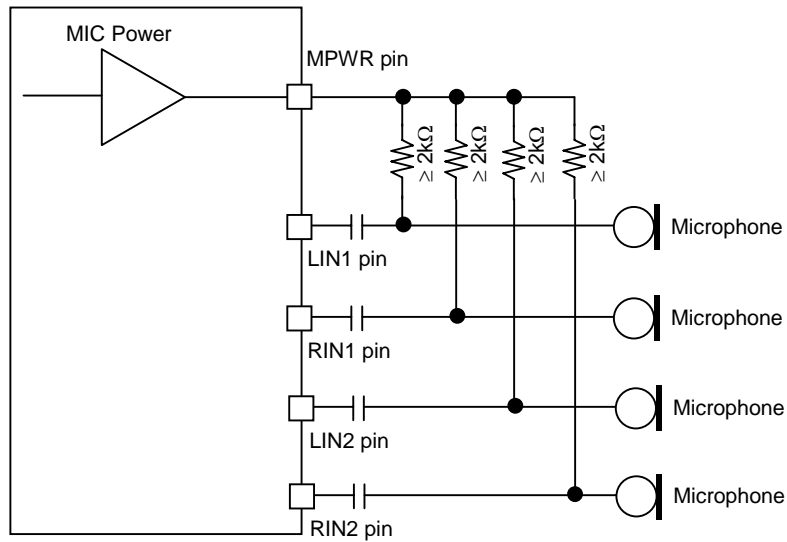 MIC Power
MPWR pin
≥ 2kΩ
≥ 2kΩ
≥ 2kΩ
≥ 2kΩ
LIN1 pin
Microphone
RIN1 pin
Microphone
LIN2 pin
Microphone
RIN2 pin
Microphone